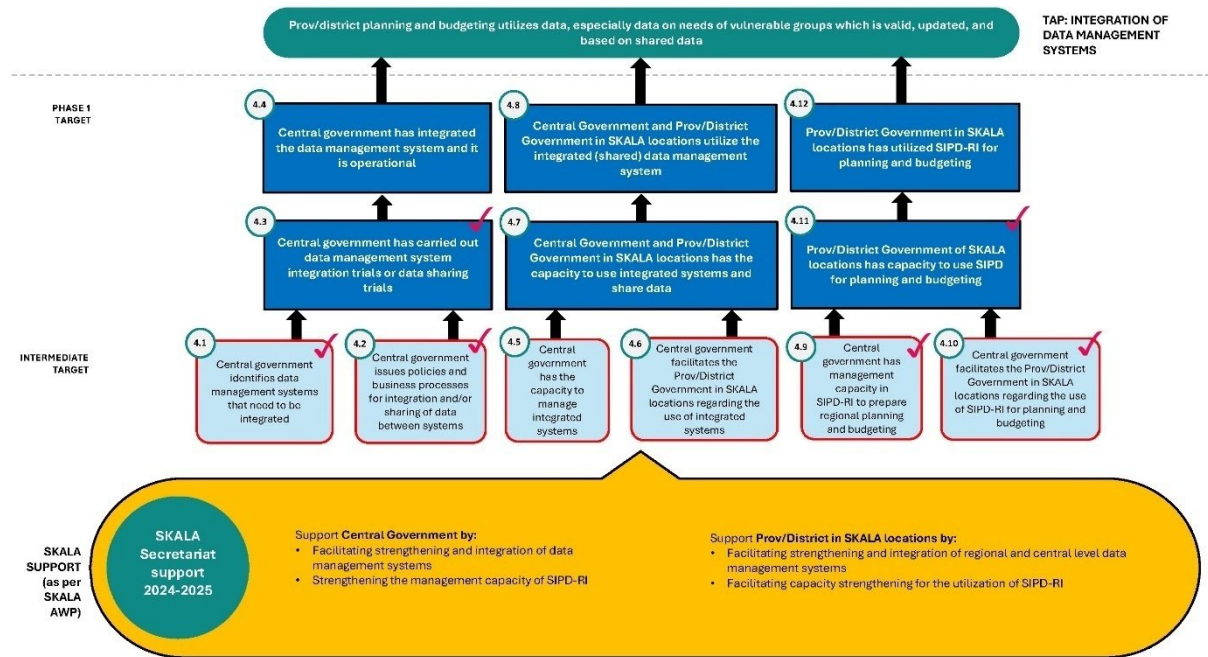 Prov/district planning and budgeting utilizes data, especially data on needs of vulnerable groups which is valid, updated, and
based on shared data
TAP: INTEGRATION OF
DATA MANAGEMENT
SYSTEMS
PHASE 1
TARGET
4.4
Central government has integrated
the data management system and it
is operational
4.8
Central Government and Prov/District
Government in SKALA locations utilize the
integrated (shared) data management
system
4.12
Prov/District Government in SKALA
locations has utilized SIPD-RI for
planning and budgeting
4.3
Central government has carried out
data management system
integration trials or data sharing
trials
4.7
Central Government and Prov/District
Government in SKALA locations has the
capacity to use integrated systems and
share data
4.11
Prov/District Government of SKALA
locations has capacity to use SIPD
for planning and budgeting
INTERMEDIATE
TARGET
4.1
Central government
identifies data
management systems
that need to be
integrated
4.2
Central government
issues policies and
business processes
for integration and/or
sharing of data
between systems
4.5
Central
government
has the
capacity to
manage
integrated
systems
4.6
Central government
facilitates the
Prov/District
Government in SKALA
locations regarding the
use of integrated
systems
4.9
Central
government has
management
capacity in
SIPD-RI to prepare
regional planning
and budgeting
4.10
Central government
facilitates the Prov/District
Government in SKALA
locations regarding the use
of SIPD-RI for planning and
budgeting
SKALA
SUPPORT
(as per
SKALA
AWP)
SKALA
Secretariat
support
2024-2025
Support Central Government by:
• Facilitating strengthening and integration of data
management systems
• Strengthening the management capacity of SIPD-RI
Support Prov/District in SKALA locations by:
• Facilitating strengthening and integration of regional and central level data
management systems
• Facilitating capacity strengthening for the utilization of SIPD-RI